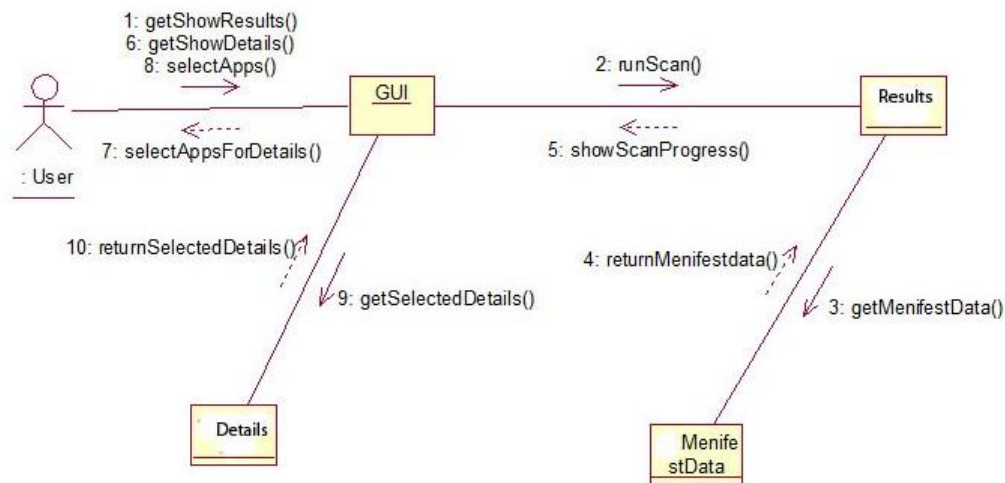 1: getShowResults()
6: getShowDetails()
8: selectApps()
2: runScan()
GUI
Results
7: selectAppsForDetails()
5: showScanProgress()
: User
10: returnSelectedDetails()
4: returnMenifestdata()
9: getSelectedDetails()
3: getMenifestData()
Details
Menife
stData